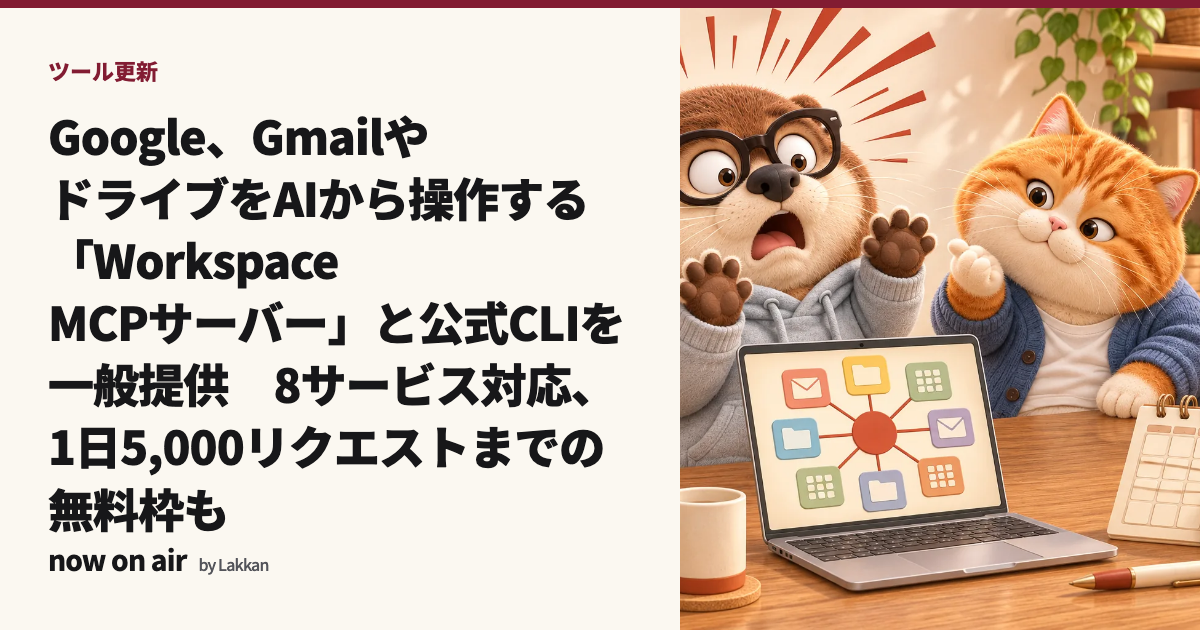 ツール更新
Google、Gmailや
ドライブをAIから操作する
「Workspace
MCPサーバー」と公式CLIを
一般提供　8サービス対応、
1日5,000リクエストまでの
無料枠も
now on air by Lakkan